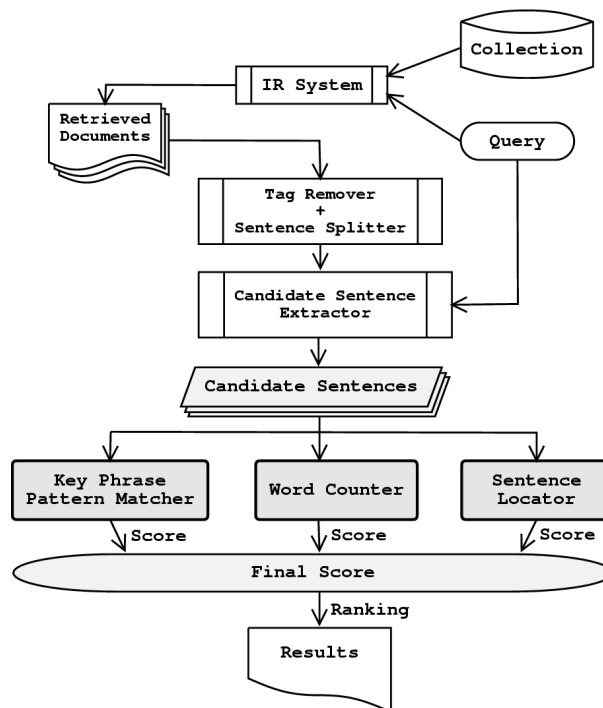 Collection
IR System
Retrieved
Documents
Query
Tag Remover
+
Sentence Splitter
Candidate Sentence
Extractor
Candidate Sentences
Key Phrase
Pattern Matcher
Word Counter
Sentence
Locator
Score
Score
Score
Final Score
Ranking
Results